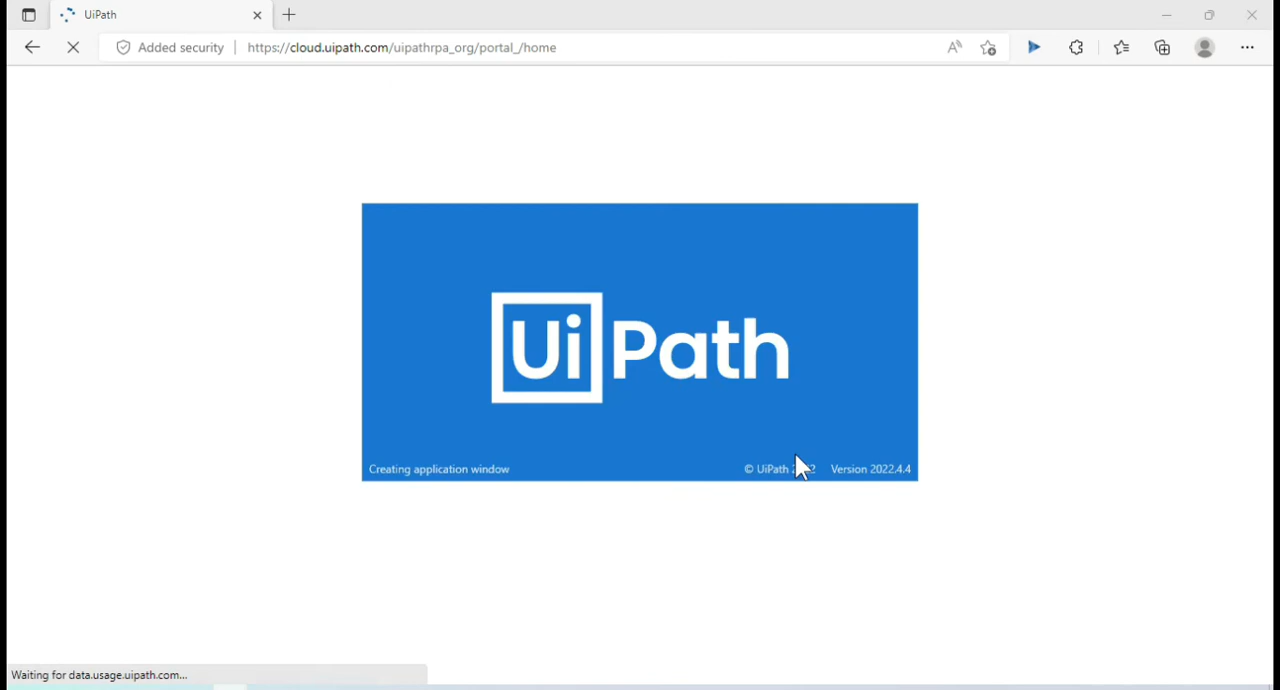 UiPath
Added security
https://cloud.uipath.com/uipathrpa_org/portal_/home
UiPath
Creating application window
© UiPath
Version 2022.4.4
Waiting for data.usage.uipath.com...